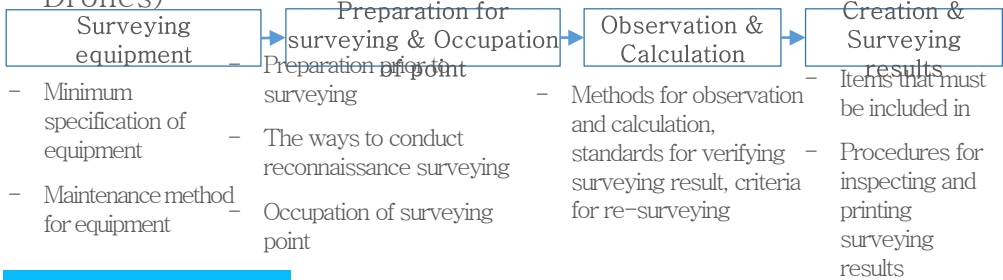 Drones)
Surveying
equipment
Preparation for
surveying & Occupation
of point
Observation &
Calculation
Creation &
Surveying
results
- Minimum
specification of
equipment
- Maintenance method
for equipment
- Preparation prior to
surveying
- The ways to conduct
reconnaissance surveying
- Occupation of surveying
point
- Methods for observation
and calculation,
standards for verifying
surveying result, criteria
for re-surveying
- Items that must
be included in
- Procedures for
inspecting and
printing
surveying
results